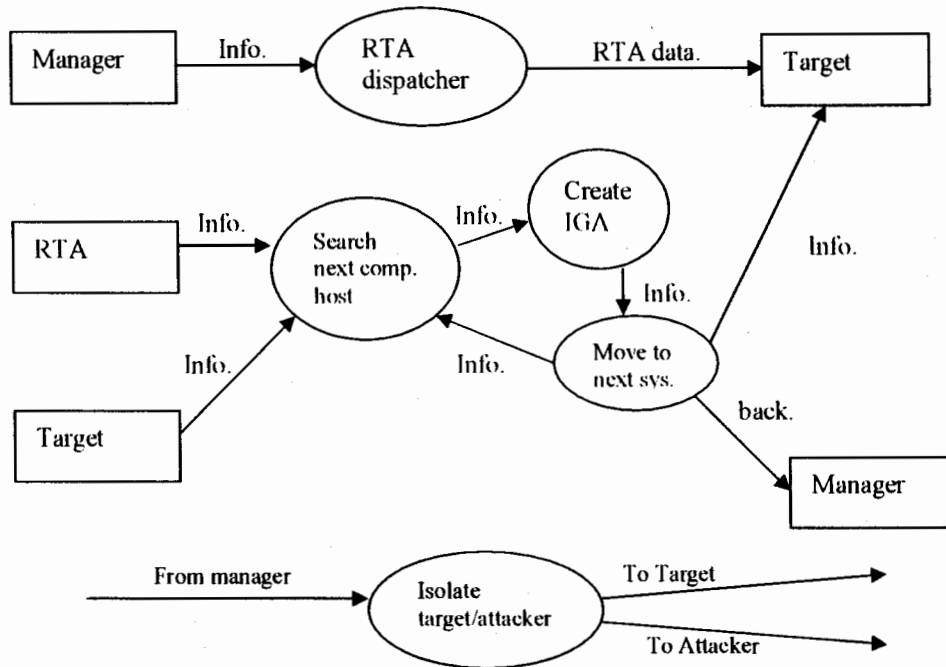 Manager
Info.
RTA
dispatcher
RTA data.
Target
RTA
Info.
Search
next comp.
host
Info.
Create
IGA
Info.
Info.
Target
Info.
Info.
Move to
next sys.
back.
Manager
From manager
Isolate
target/attacker
To Target
To Attacker